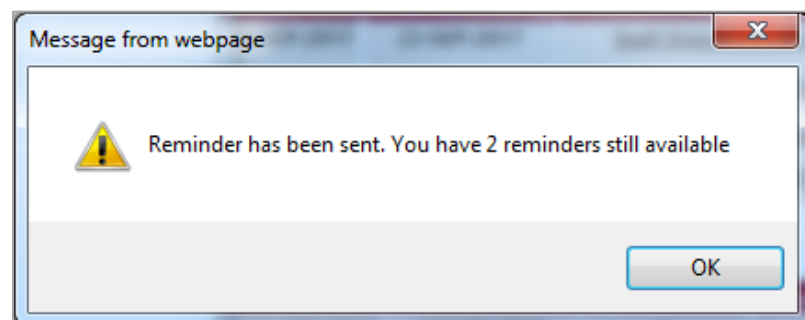 Message from webpage
Reminder has been sent. You have 2 reminders still available
OK